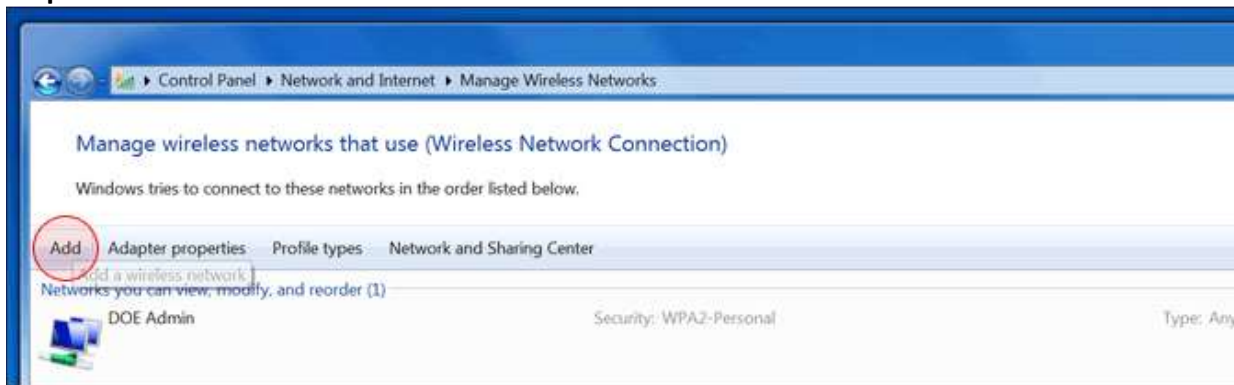 Control Panel ▸ Network and Internet ▸ Manage Wireless Networks
Manage wireless networks that use (Wireless Network Connection)
Windows tries to connect to these networks in the order listed below.
Add Adapter properties Profile types Network and Sharing Center
Add a wireless network
Networks you can view, modify, and reorder (1)
DOE Admin Security: WPA2-Personal Type: Any